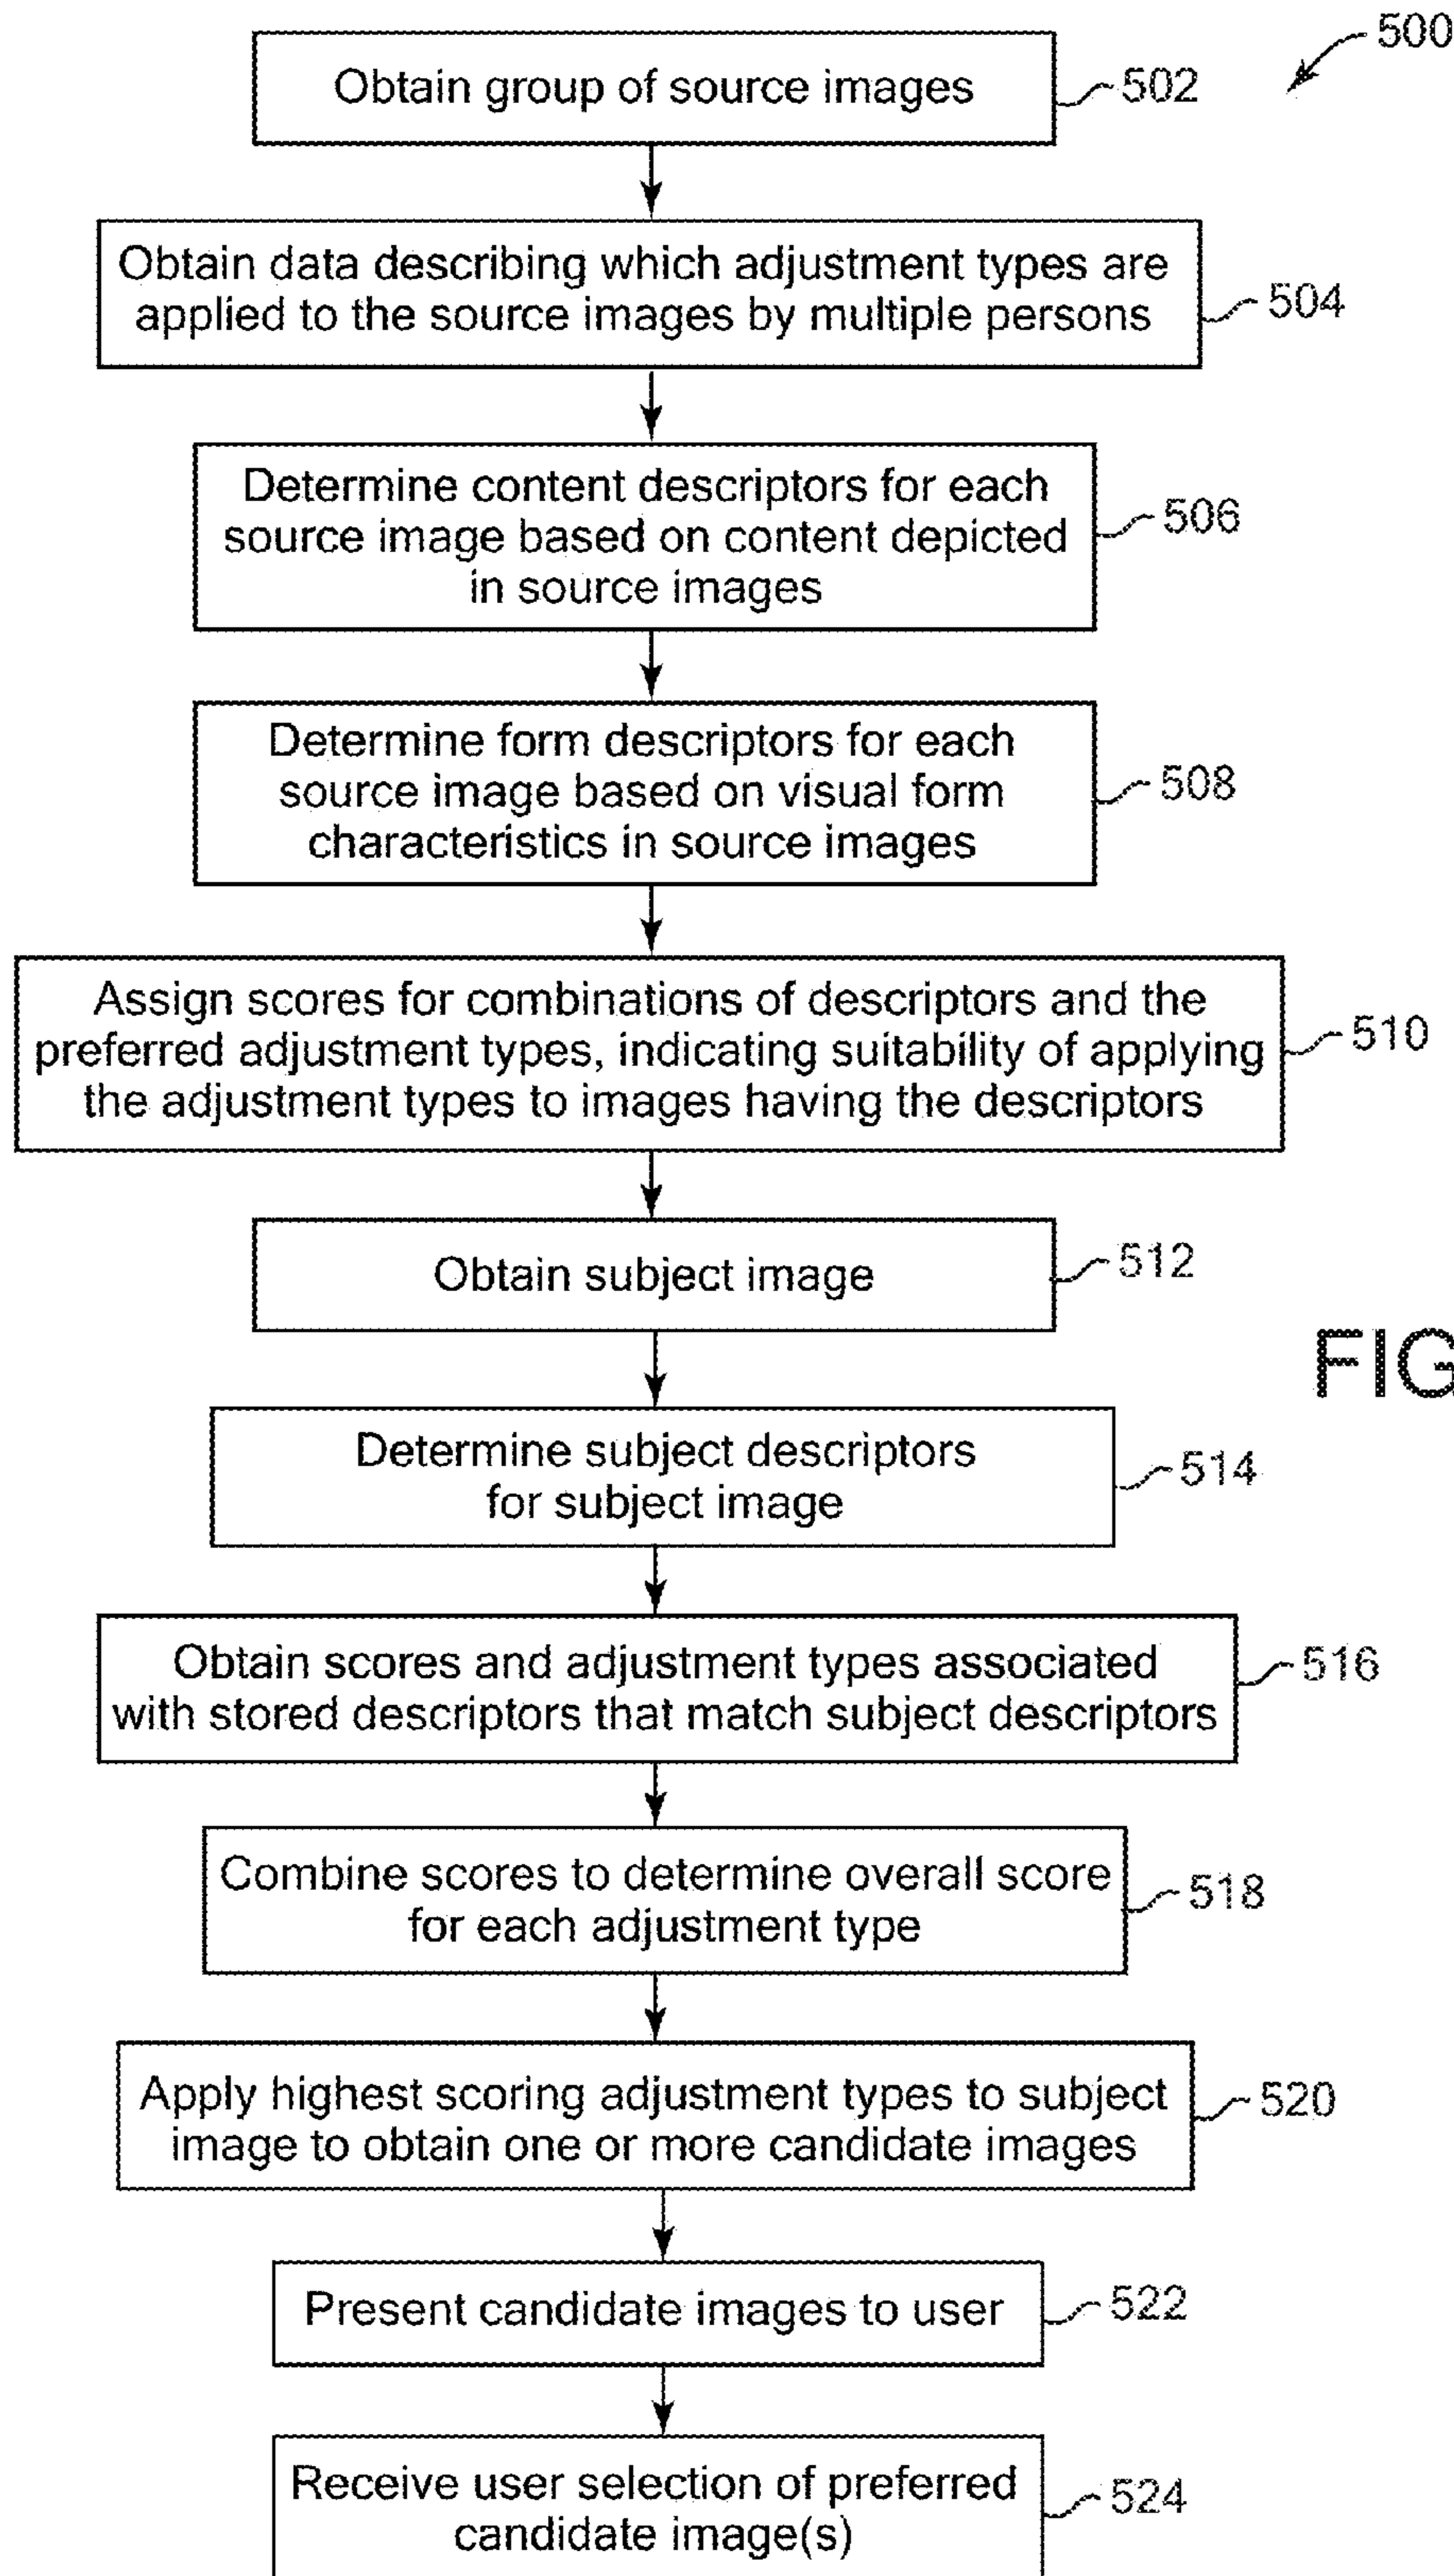 500
Obtain group of source images
502
Obtain data describing which adjustment types are
applied to the source images by multiple persons
504
Determine content descriptors for each
source image based on content depicted
in source images
506
Determine form descriptors for each
source image based on visual form
characteristics in source images
508
Assign scores for combinations of descriptors and the
preferred adjustment types, indicating suitability of applying
the adjustment types to images having the descriptors
510
Obtain subject image
512
FIG
Determine subject descriptors
for subject image
514
Obtain scores and adjustment types associated
with stored descriptors that match subject descriptors
516
Combine scores to determine overall score
for each adjustment type
518
Apply highest scoring adjustment types to subject
image to obtain one or more candidate images
520
Present candidate images to user
522
Receive user selection of preferred
candidate image(s)
524